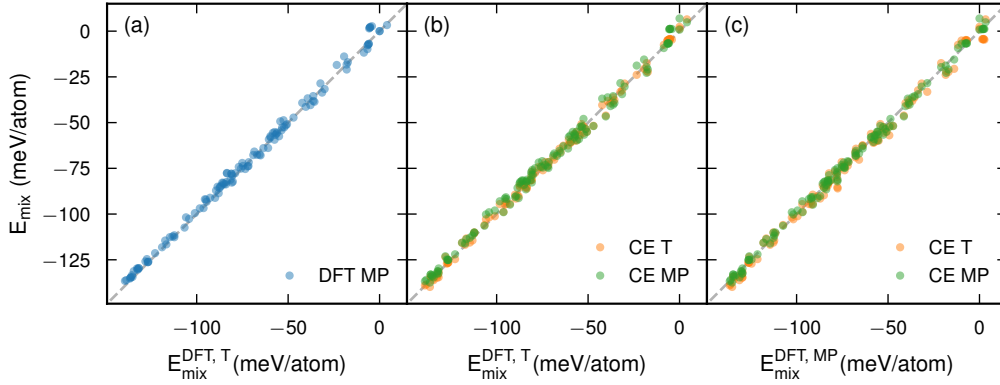 (a) (b) (c)
0
−25
−50
−75
−100
−125
E_mix (meV/atom)
DFT MP
CE T
CE MP
CE T
CE MP
−100 −50 0
−100 −50 0
−100 −50 0
E_mix^DFT, T (meV/atom)
E_mix^DFT, T (meV/atom)
E_mix^DFT, MP (meV/atom)